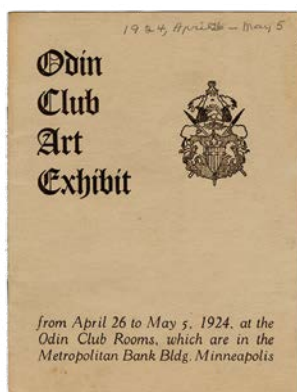 1924, April 26 – May 5
Odin
Club
Art
Exhibit
from April 26 to May 5, 1924, at the
Odin Club Rooms, which are in the
Metropolitan Bank Bldg. Minneapolis